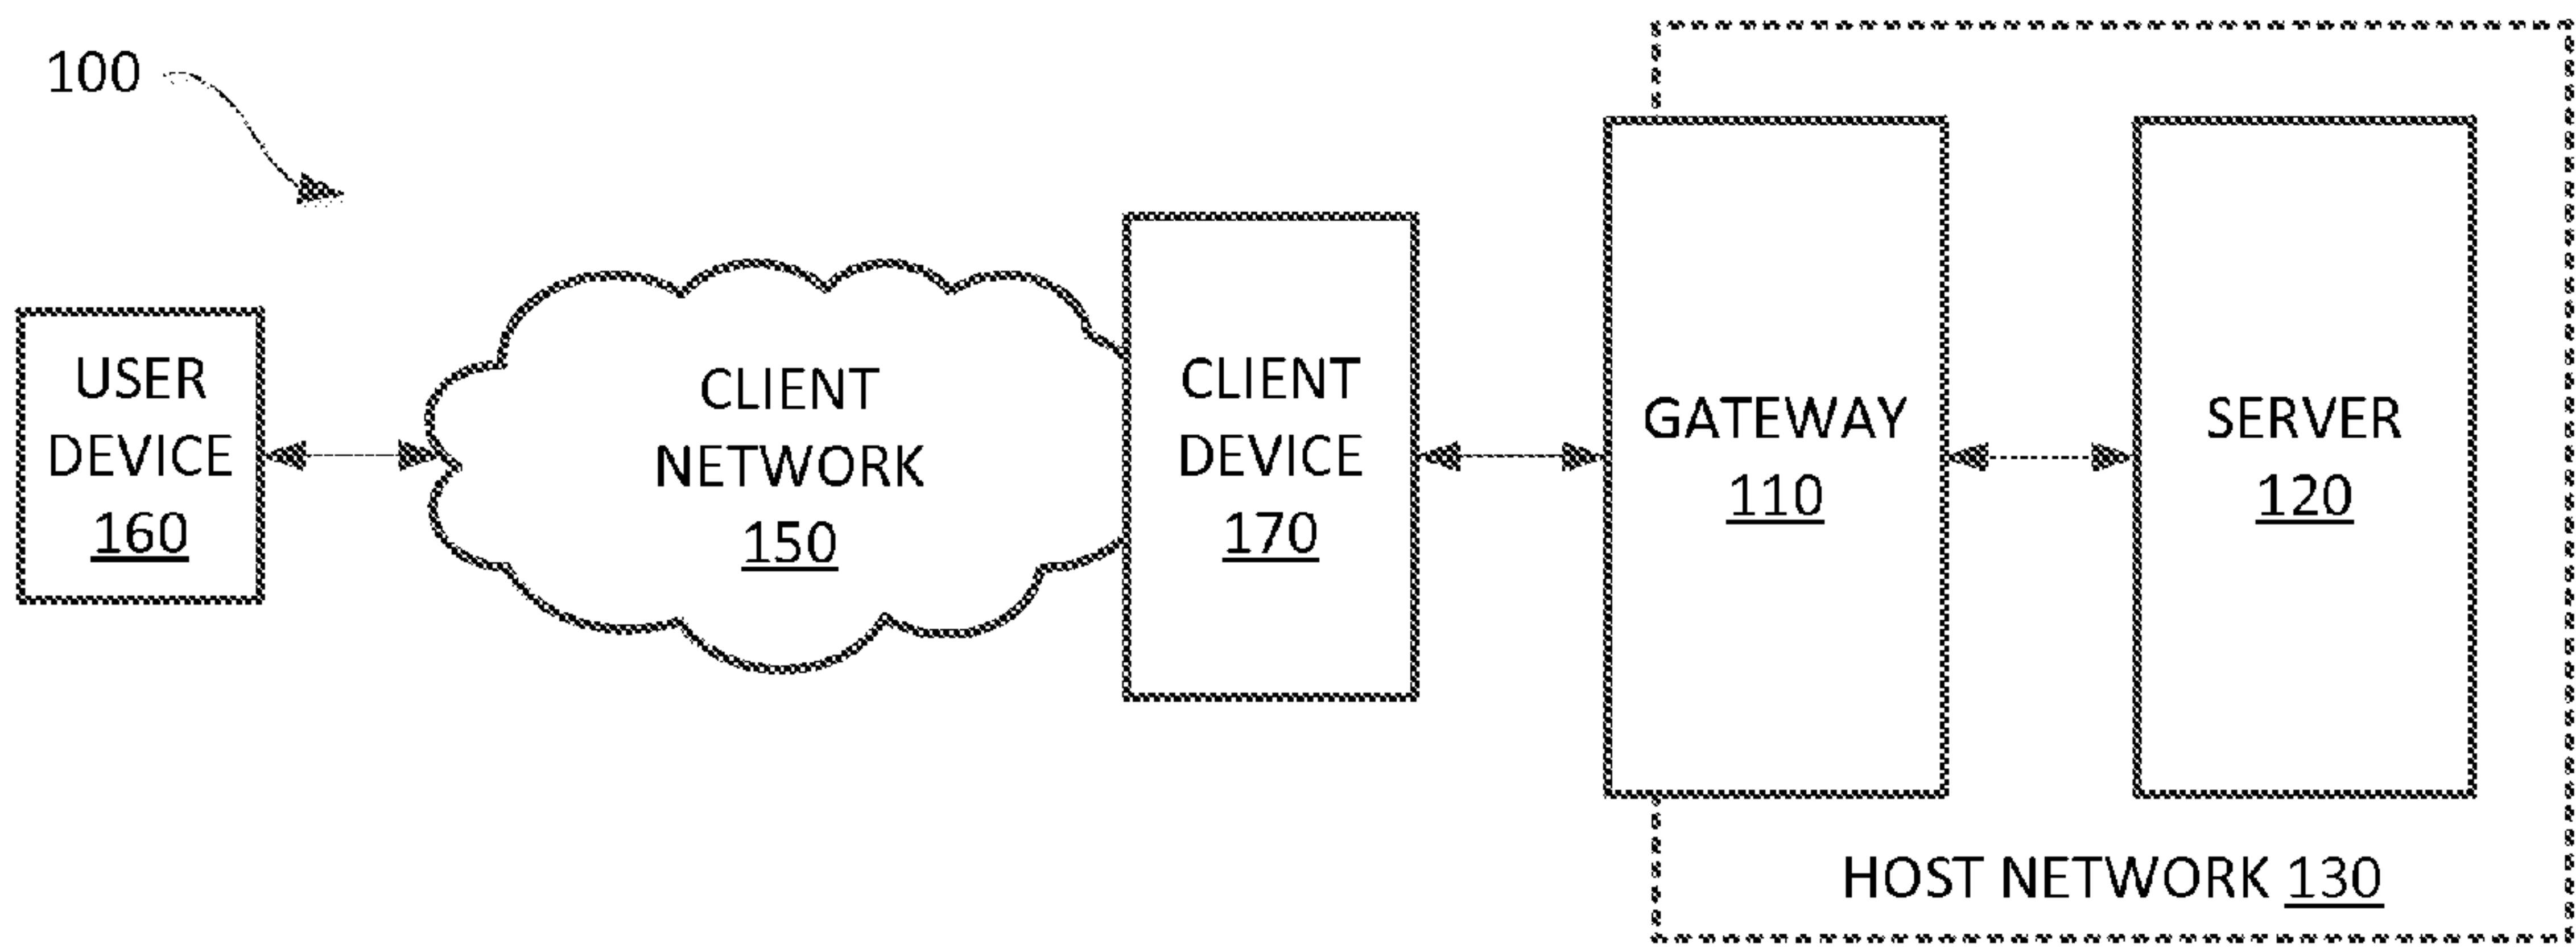 100
USER
DEVICE
160
CLIENT
NETWORK
150
CLIENT
DEVICE
170
GATEWAY
110
SERVER
120
HOST NETWORK 130